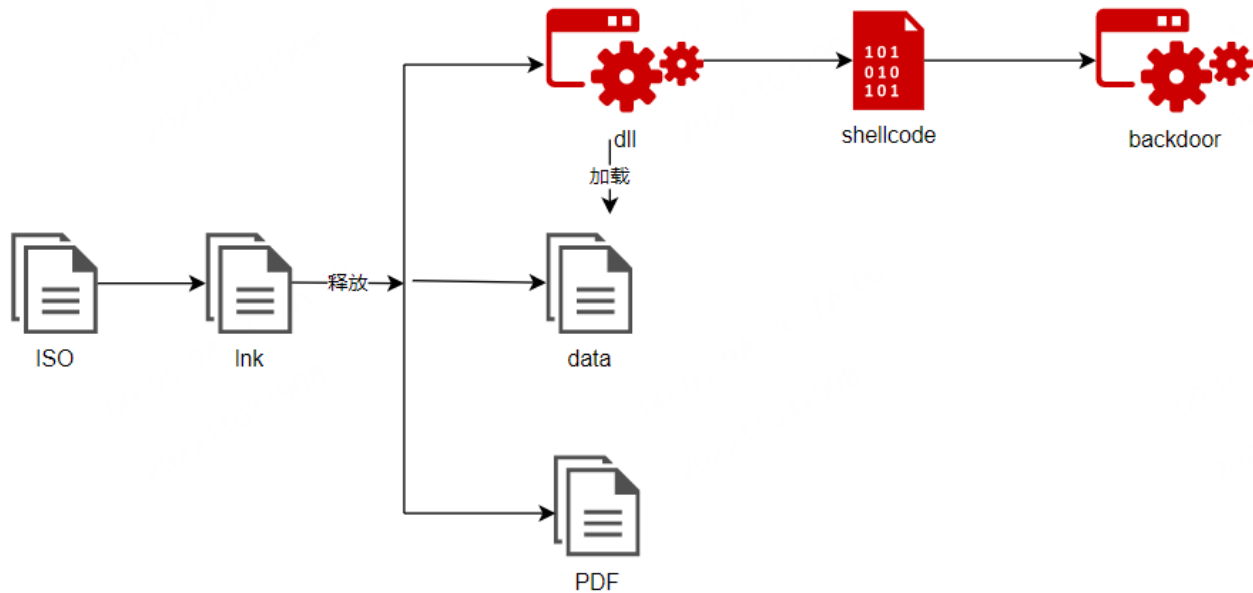 101
010
101
dll
shellcode
backdoor
加载
释放
ISO
lnk
data
PDF